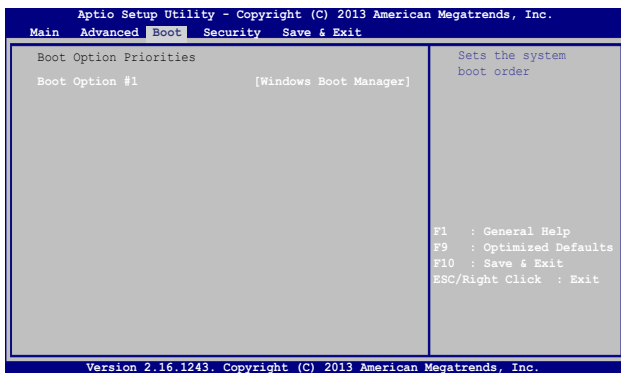 Aptio Setup Utility - Copyright (C) 2013 American Megatrends, Inc.
Main Advanced Boot Security Save & Exit
Boot Option Priorities
Boot Option #1 [Windows Boot Manager]
Sets the system
boot order
F1 : General Help
F9 : Optimized Defaults
F10 : Save & Exit
ESC/Right Click : Exit
Version 2.16.1243. Copyright (C) 2013 American Megatrends, Inc.